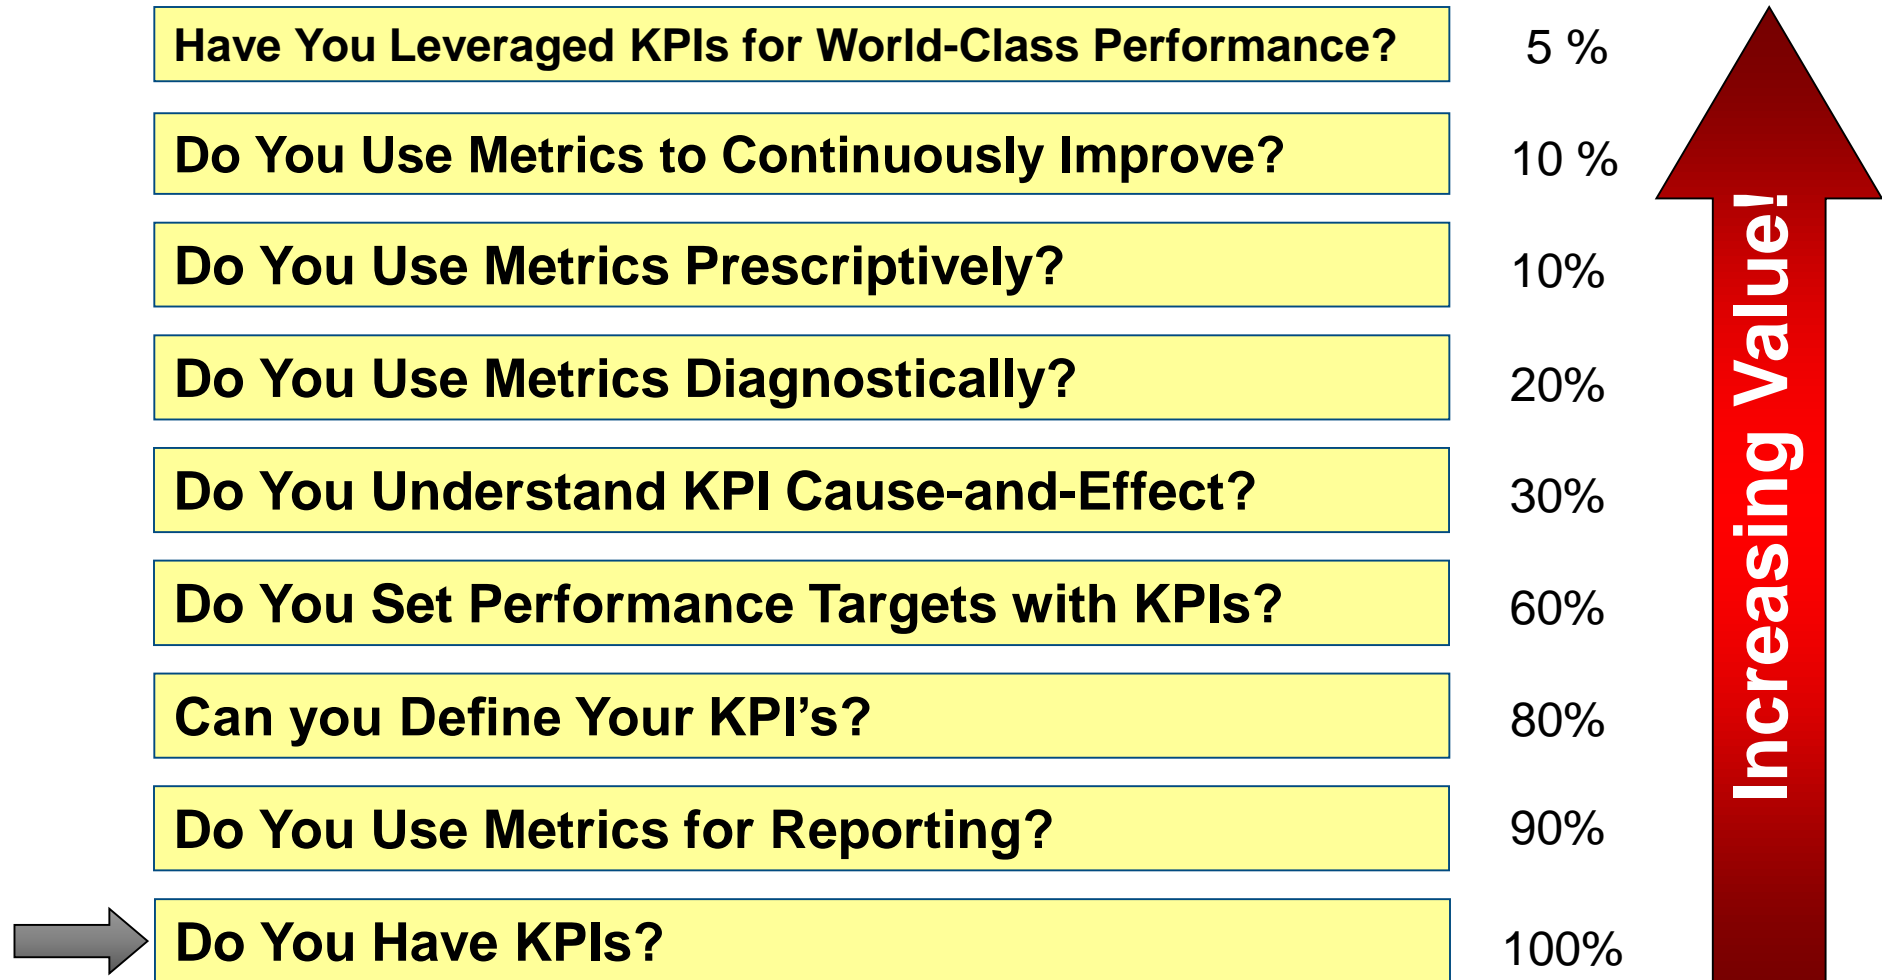 Have You Leveraged KPIs for World-Class Performance? 5 %
Do You Use Metrics to Continuously Improve? 10 %
Do You Use Metrics Prescriptively? 10%
Do You Use Metrics Diagnostically? 20%
Do You Understand KPI Cause-and-Effect? 30%
Do You Set Performance Targets with KPIs? 60%
Can you Define Your KPI’s? 80%
Do You Use Metrics for Reporting? 90%
Do You Have KPIs? 100%
Increasing Value!